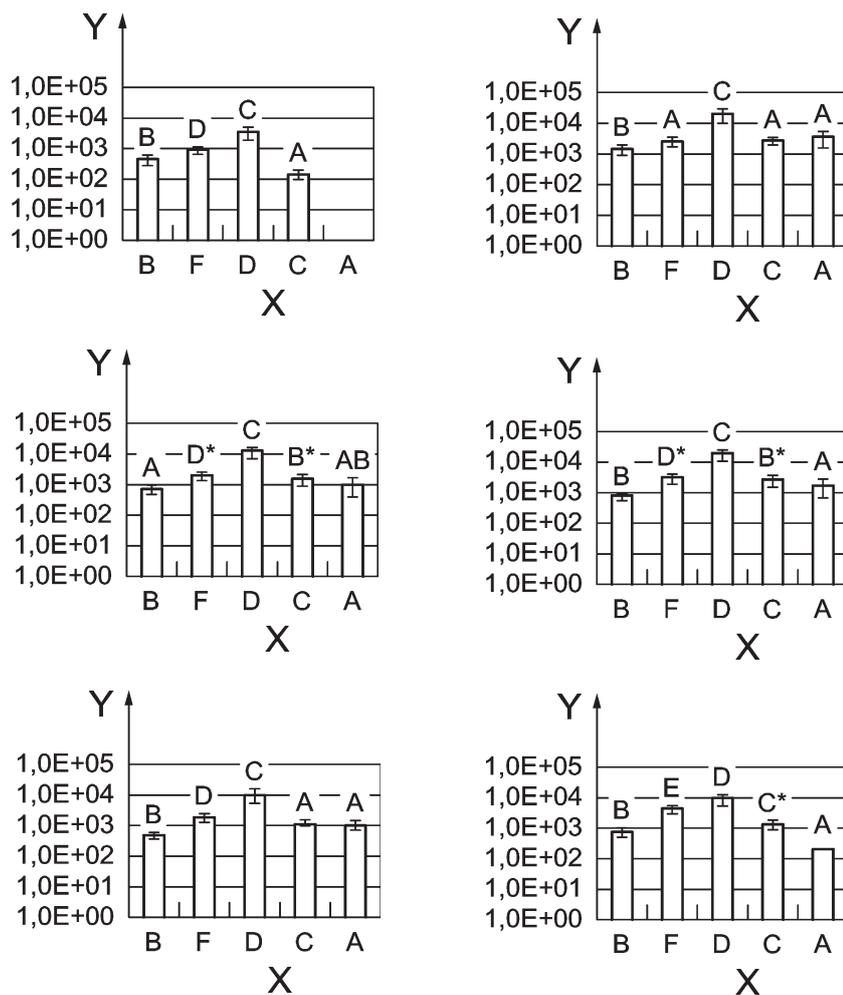 Y
1,0E+05
1,0E+04
1,0E+03
1,0E+02
1,0E+01
1,0E+00
B D C A
B F D C A
X
Y
1,0E+05
1,0E+04
1,0E+03
1,0E+02
1,0E+01
1,0E+00
B A C A A
B F D C A
X
Y
1,0E+05
1,0E+04
1,0E+03
1,0E+02
1,0E+01
1,0E+00
A D* C B* AB
B F D C A
X
Y
1,0E+05
1,0E+04
1,0E+03
1,0E+02
1,0E+01
1,0E+00
B D* C B* A
B F D C A
X
Y
1,0E+05
1,0E+04
1,0E+03
1,0E+02
1,0E+01
1,0E+00
B D C A A
B F D C A
X
Y
1,0E+05
1,0E+04
1,0E+03
1,0E+02
1,0E+01
1,0E+00
B E D C* A
B F D C A
X